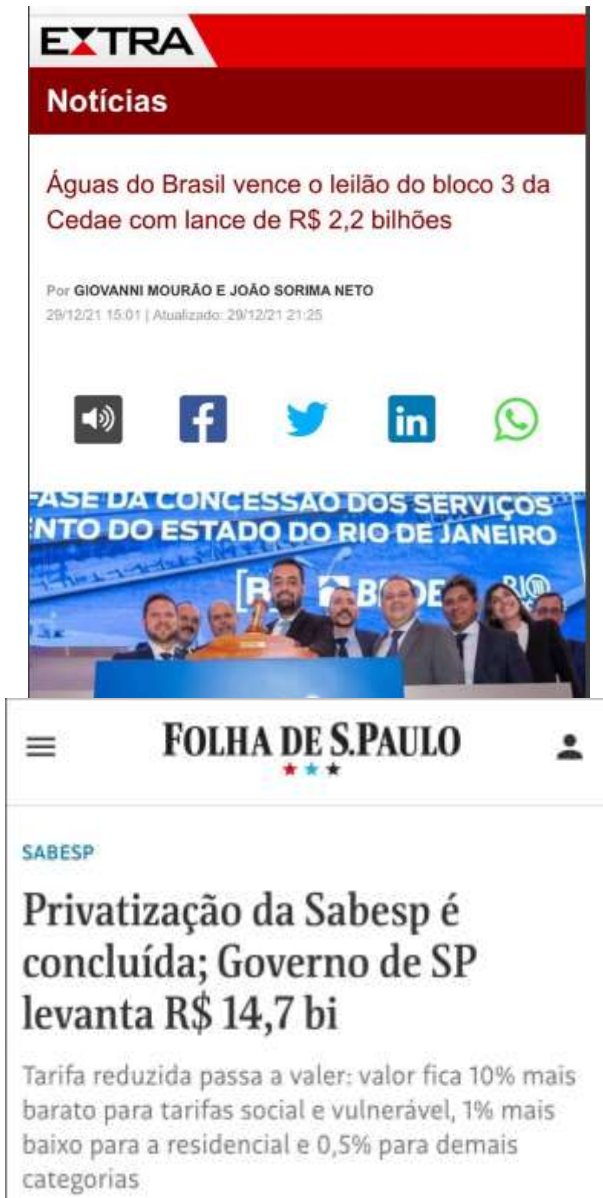 EXTRA
Notícias
Águas do Brasil vence o leilão do bloco 3 da
Cedae com lance de R$ 2,2 bilhões
Por GIOVANNI MOURÃO E JOÃO SORIMA NETO
29/12/21 15:01 | Atualizado: 29/12/21 21:25
f
in
FASE DA CONCESSÃO DOS SERVIÇOS
NTO DO ESTADO DO RIO DE JANEIRO
[B]
FOLHA DE S.PAULO
SABESP
Privatização da Sabesp é
concluída; Governo de SP
levanta R$ 14,7 bi
Tarifa reduzida passa a valer: valor fica 10% mais
barato para tarifas social e vulnerável, 1% mais
baixo para a residencial e 0,5% para demais
categorias